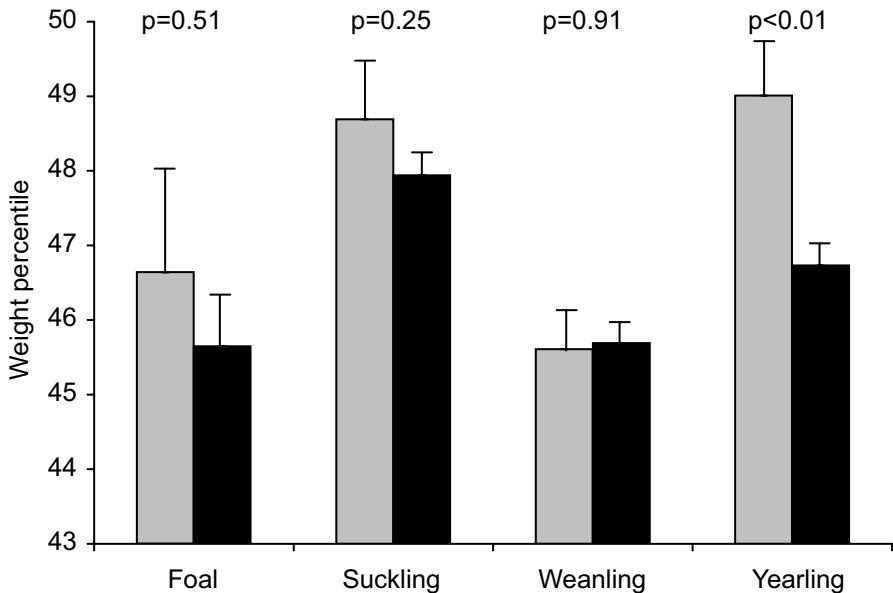 p=0.51 p=0.25 p=0.91 p<0.01
50
49
48
47
46
45
44
43
Weight percentile
Foal Suckling Weanling Yearling